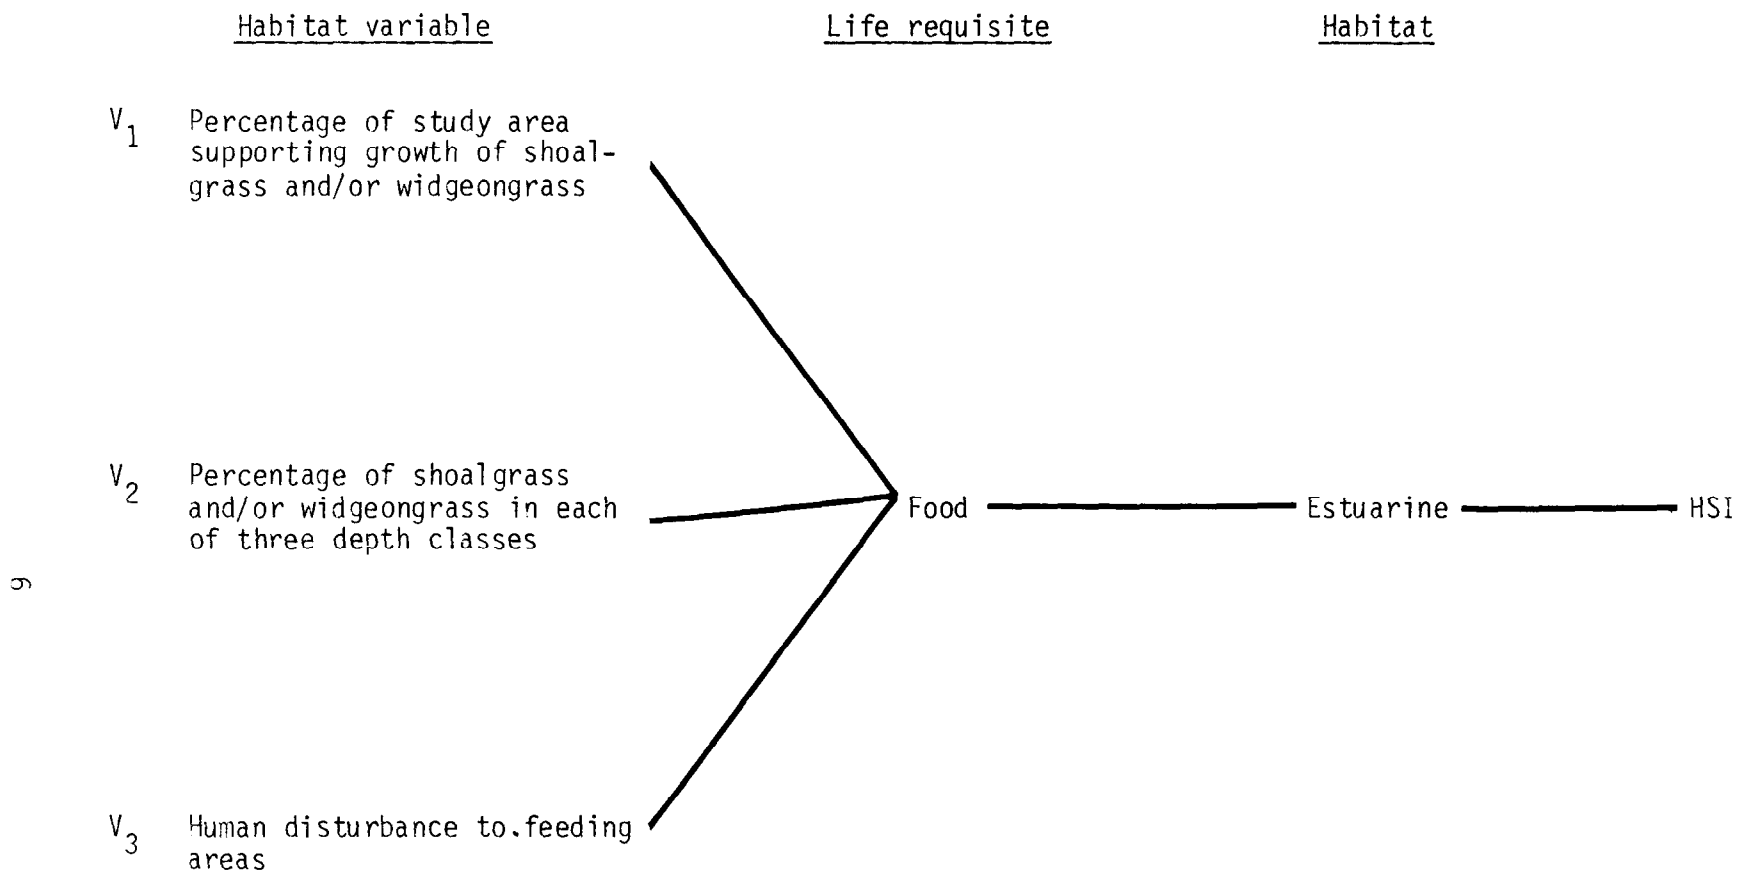 Habitat variable
Life requisite
Habitat
V1 Percentage of study area
supporting growth of shoal-
grass and/or widgeongrass
V2 Percentage of shoalgrass
and/or widgeongrass in each
of three depth classes
Food
Estuarine
HSI
V3 Human disturbance to.feeding
areas
6